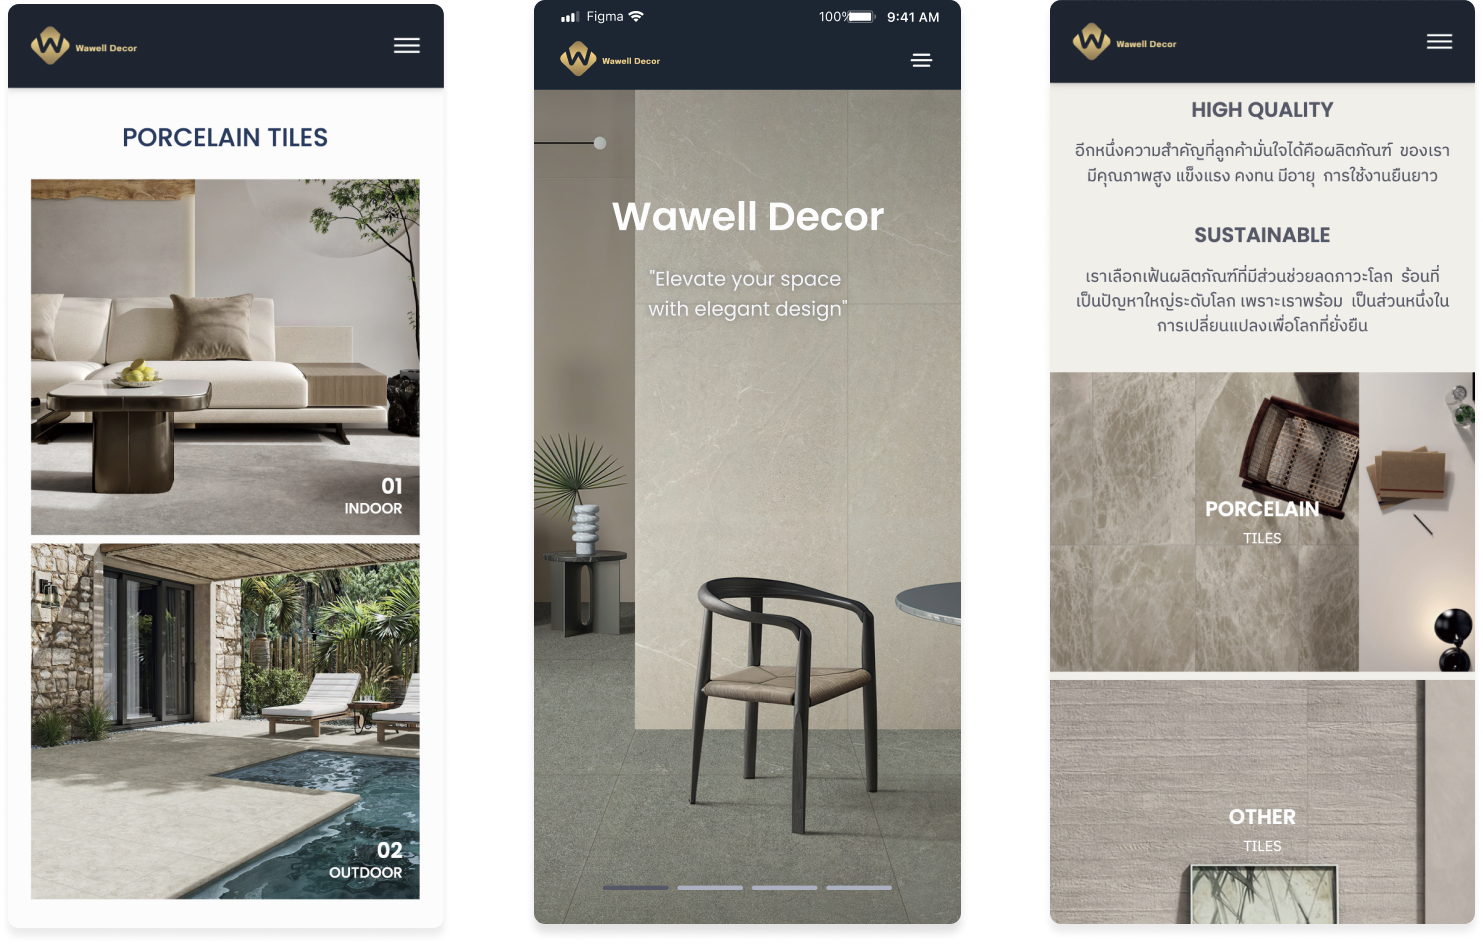 Wawell Decor
PORCELAIN TILES
01
INDOOR
02
OUTDOOR
Figma
100%
9:41 AM
Wawell Decor
Wawell Decor
"Elevate your space
with elegant design"
Wawell Decor
HIGH QUALITY
อีกหนึ่งความสำคัญที่ลูกค้ามั่นใจได้คือผลิตภัณฑ์ ของเรา
มีคุณภาพสูง แข็งแรง คงทน มีอายุ การใช้งานยืนยาว
SUSTAINABLE
เราเลือกเฟ้นผลิตภัณฑ์ที่มีส่วนช่วยลดภาวะโลก ร้อนที่
เป็นปัญหาใหญ่ระดับโลก เพราะเราพร้อม เป็นส่วนหนึ่งใน
การเปลี่ยนแปลงเพื่อโลกที่ยั่งยืน
PORCELAIN
TILES
OTHER
TILES